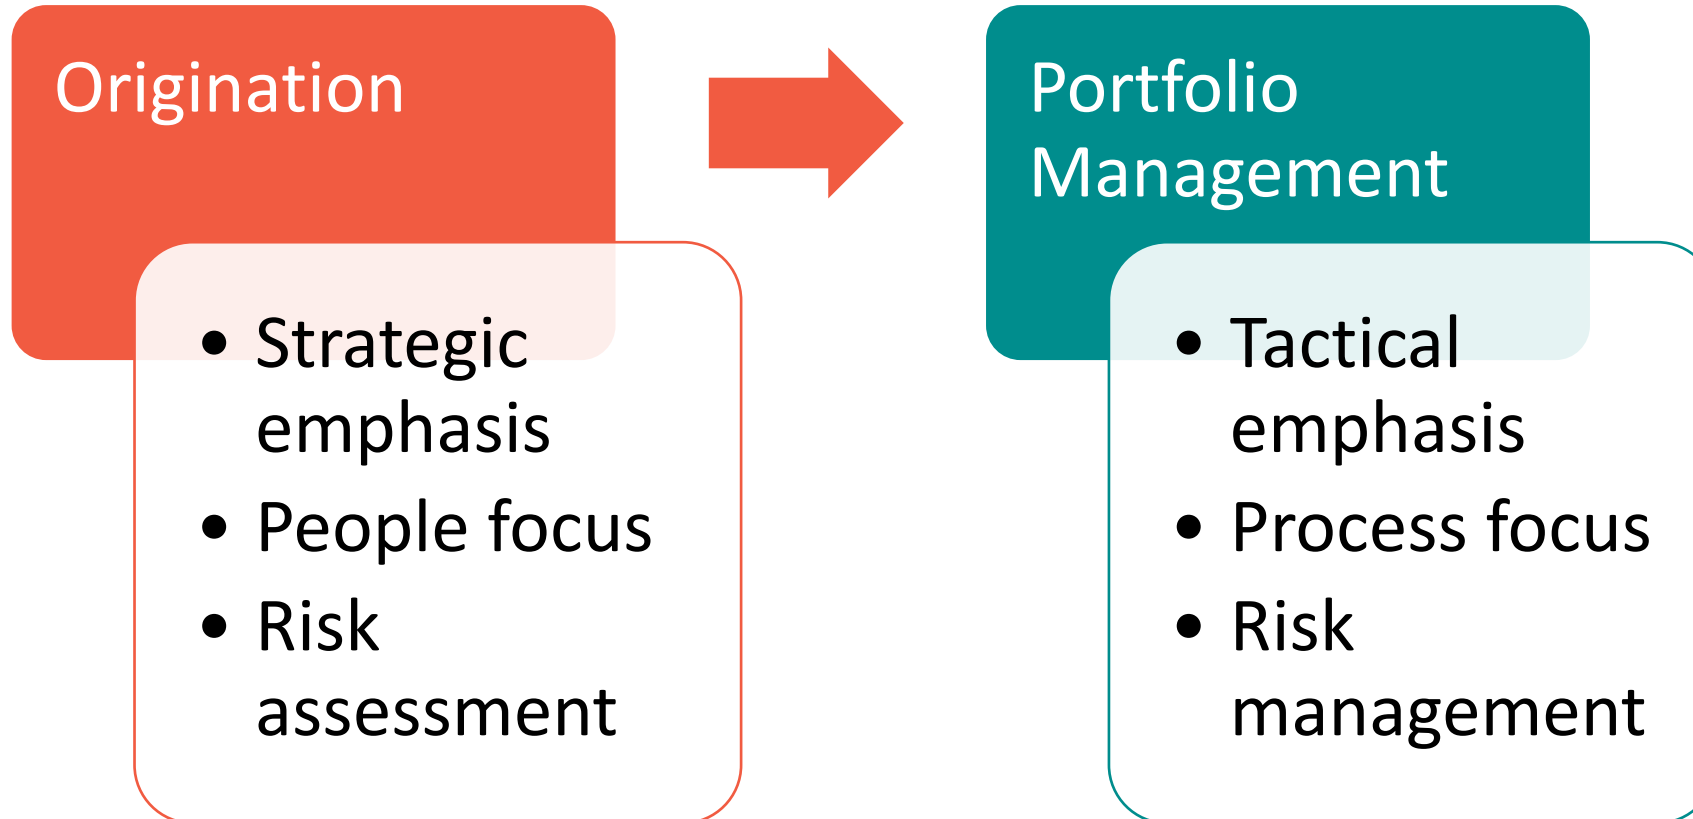 Origination
• Strategic
emphasis
• People focus
• Risk
assessment
Portfolio
Management
• Tactical
emphasis
• Process focus
• Risk
management